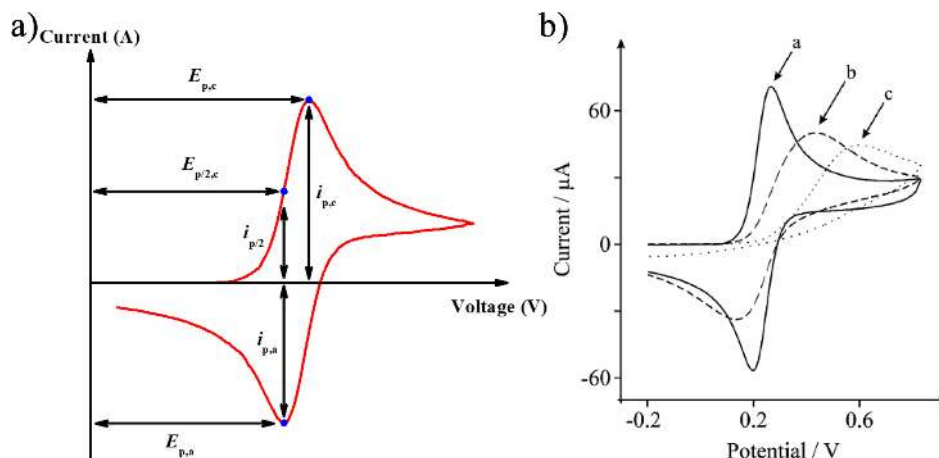 a)
Current (A)
E p,c
E p/2,c
i p/2
i p,c
Voltage (V)
i p,a
E p,a
b)
a
b
c
60
0
-60
Current / μA
-0.2
0.2
0.6
Potential / V